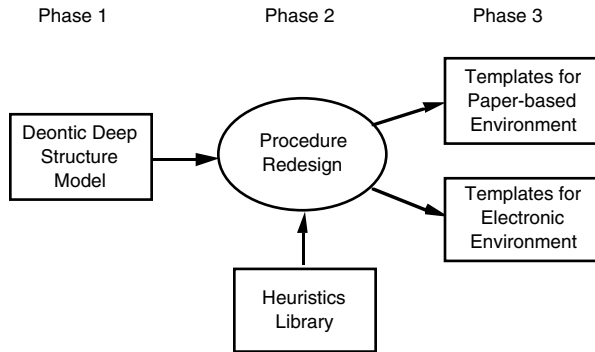 Phase 1
Phase 2
Phase 3
Deontic Deep
Structure
Model
Procedure
Redesign
Templates for
Paper-based
Environment
Templates for
Electronic
Environment
Heuristics
Library